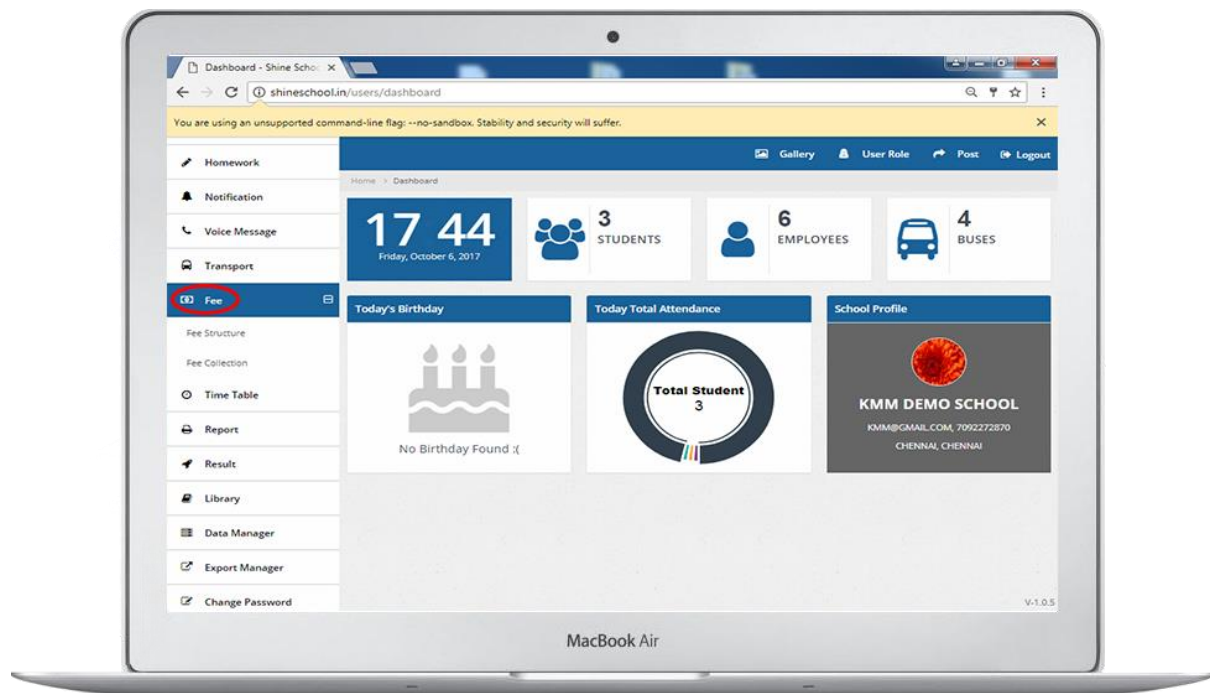 Dashboard - Shine Schoo
shineschool.in/users/dashboard
You are using an unsupported command-line flag: --no-sandbox. Stability and security will suffer.
Gallery User Role Post Logout
Home > Dashboard
Homework
Notification
Voice Message
Transport
Fee
Fee Structure
Fee Collection
Time Table
Report
Result
Library
Data Manager
Export Manager
Change Password
17 44
Friday, October 6, 2017
3
STUDENTS
6
EMPLOYEES
4
BUSES
Today's Birthday
No Birthday Found :(
Today Total Attendance
Total Student
3
School Profile
KMM DEMO SCHOOL
KMM@GMAIL.COM, 7092272870
CHENNAI, CHENNAI
V-1.0.5
MacBook Air